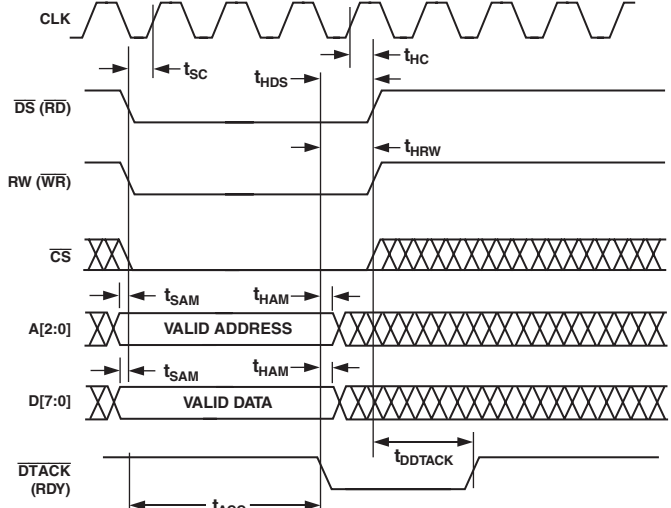 CLK
tSC
tHDS
tHC
DS (RD)
tHRW
RW (WR)
CS
tSAM
tHAM
A[2:0]
VALID ADDRESS
tSAM
tHAM
D[7:0]
VALID DATA
DTACK
(RDY)
tDDTACK